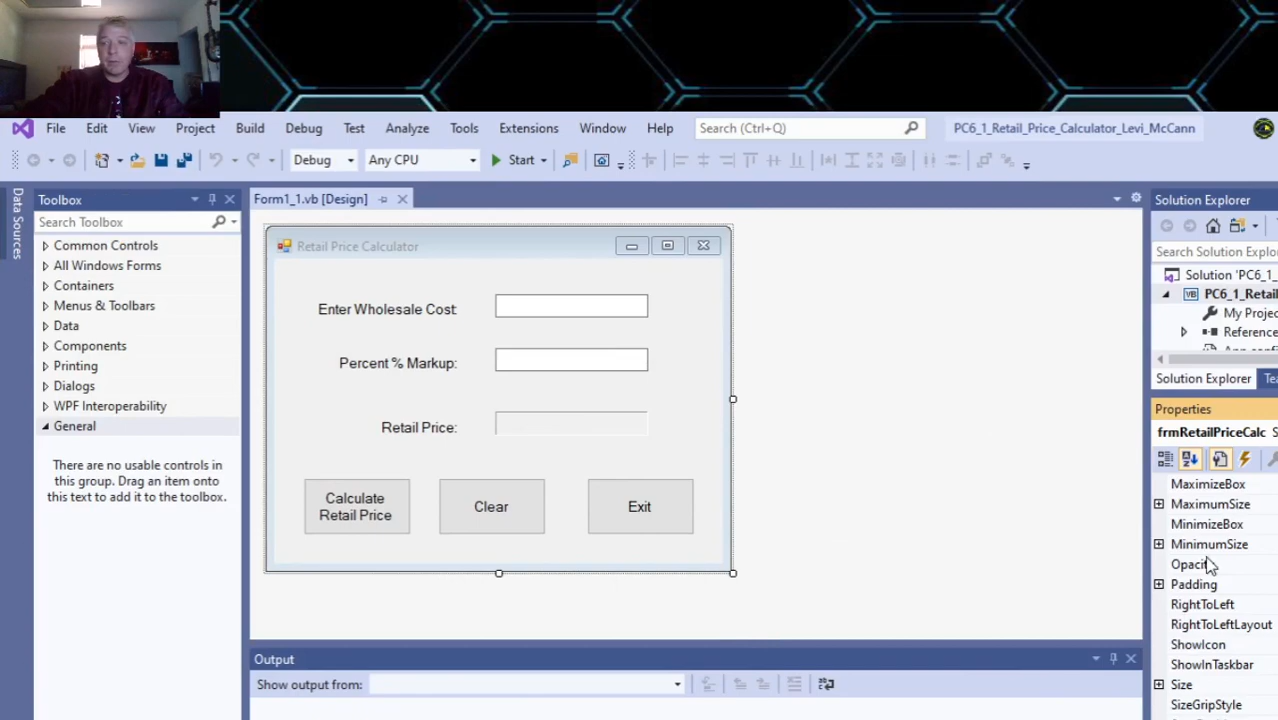 File Edit View Project Build Debug Test Analyze Tools Extensions Window Help Search (Ctrl+Q) PC6_1_Retail_Price_Calculator_Levi_McCann
Debug Any CPU Start
Data Sources
Toolbox
Search Toolbox
Common Controls
All Windows Forms
Containers
Menus & Toolbars
Data
Components
Printing
Dialogs
WPF Interoperability
General
There are no usable controls in
this group. Drag an item onto
this text to add it to the toolbox.
Form1_1.vb [Design]
Retail Price Calculator
Enter Wholesale Cost:
Percent % Markup:
Retail Price:
Calculate
Retail Price
Clear
Exit
Output
Show output from:
Solution Explorer
Search Solution Explo
Solution 'PC6_1_
VB PC6_1_Retail
My Projec
Reference
Solution Explorer Te
Properties
frmRetailPriceCalc S
MaximizeBox
MaximumSize
MinimizeBox
MinimumSize
Opacit
Padding
RightToLeft
RightToLeftLayout
ShowIcon
ShowInTaskbar
Size
SizeGripStyle